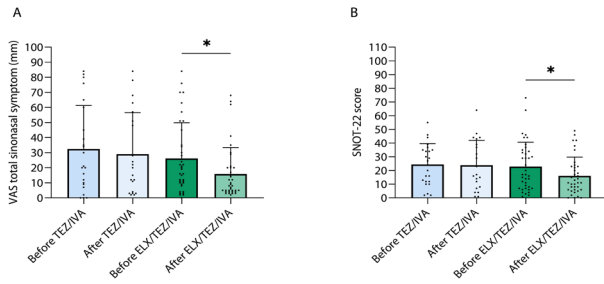 A
VAS total sinonasal symptom (mm)
100
90
80
70
60
50
40
30
20
10
0
*
Before TEZ/IVA
After TEZ/IVA
Before ELX/TEZ/IVA
After ELX/TEZ/IVA
B
SNOT-22 score
110
100
90
80
70
60
50
40
30
20
10
0
*
Before TEZ/IVA
After TEZ/IVA
Before ELX/TEZ/IVA
After ELX/TEZ/IVA